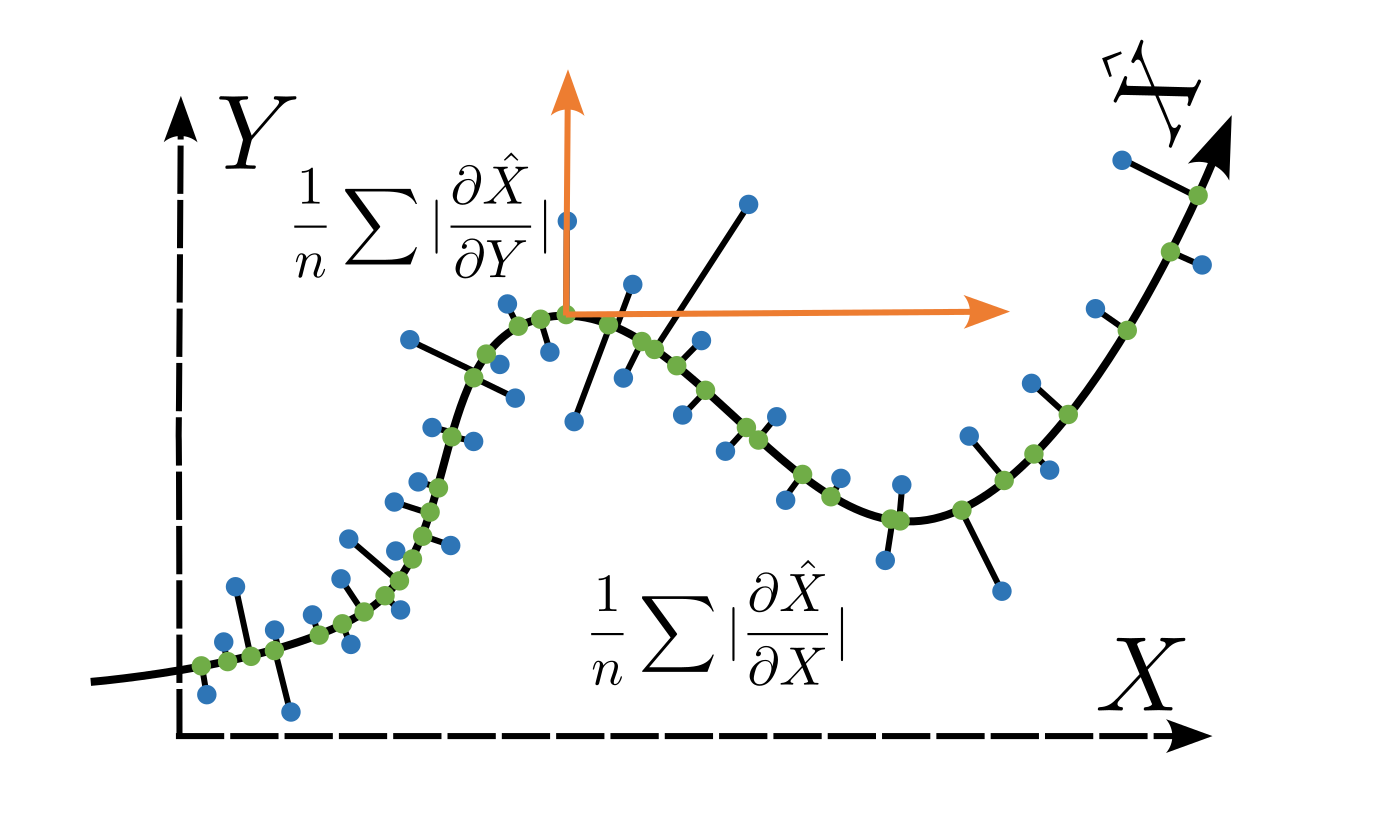 X̂
Y
1/n ∑ |∂X̂/∂Y|
1/n ∑ |∂X̂/∂X|
X